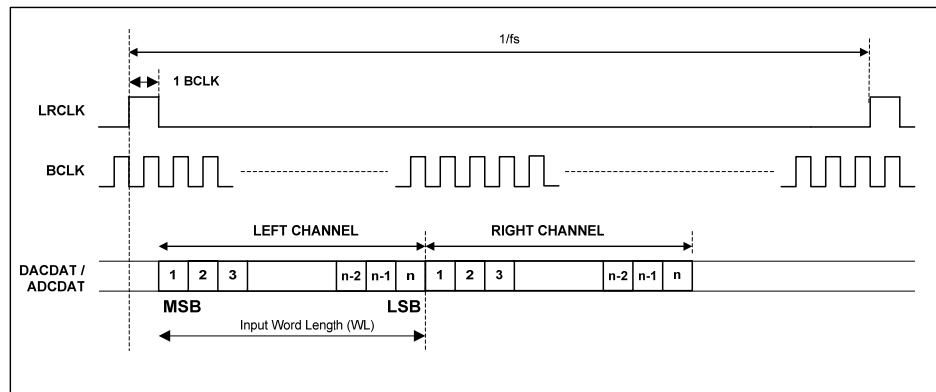 1/fs
1 BCLK
LRCLK
BCLK
LEFT CHANNEL
RIGHT CHANNEL
DACDAT /
ADCDAT
1 2 3 n-2 n-1 n 1 2 3 n-2 n-1 n
MSB LSB
Input Word Length (WL)